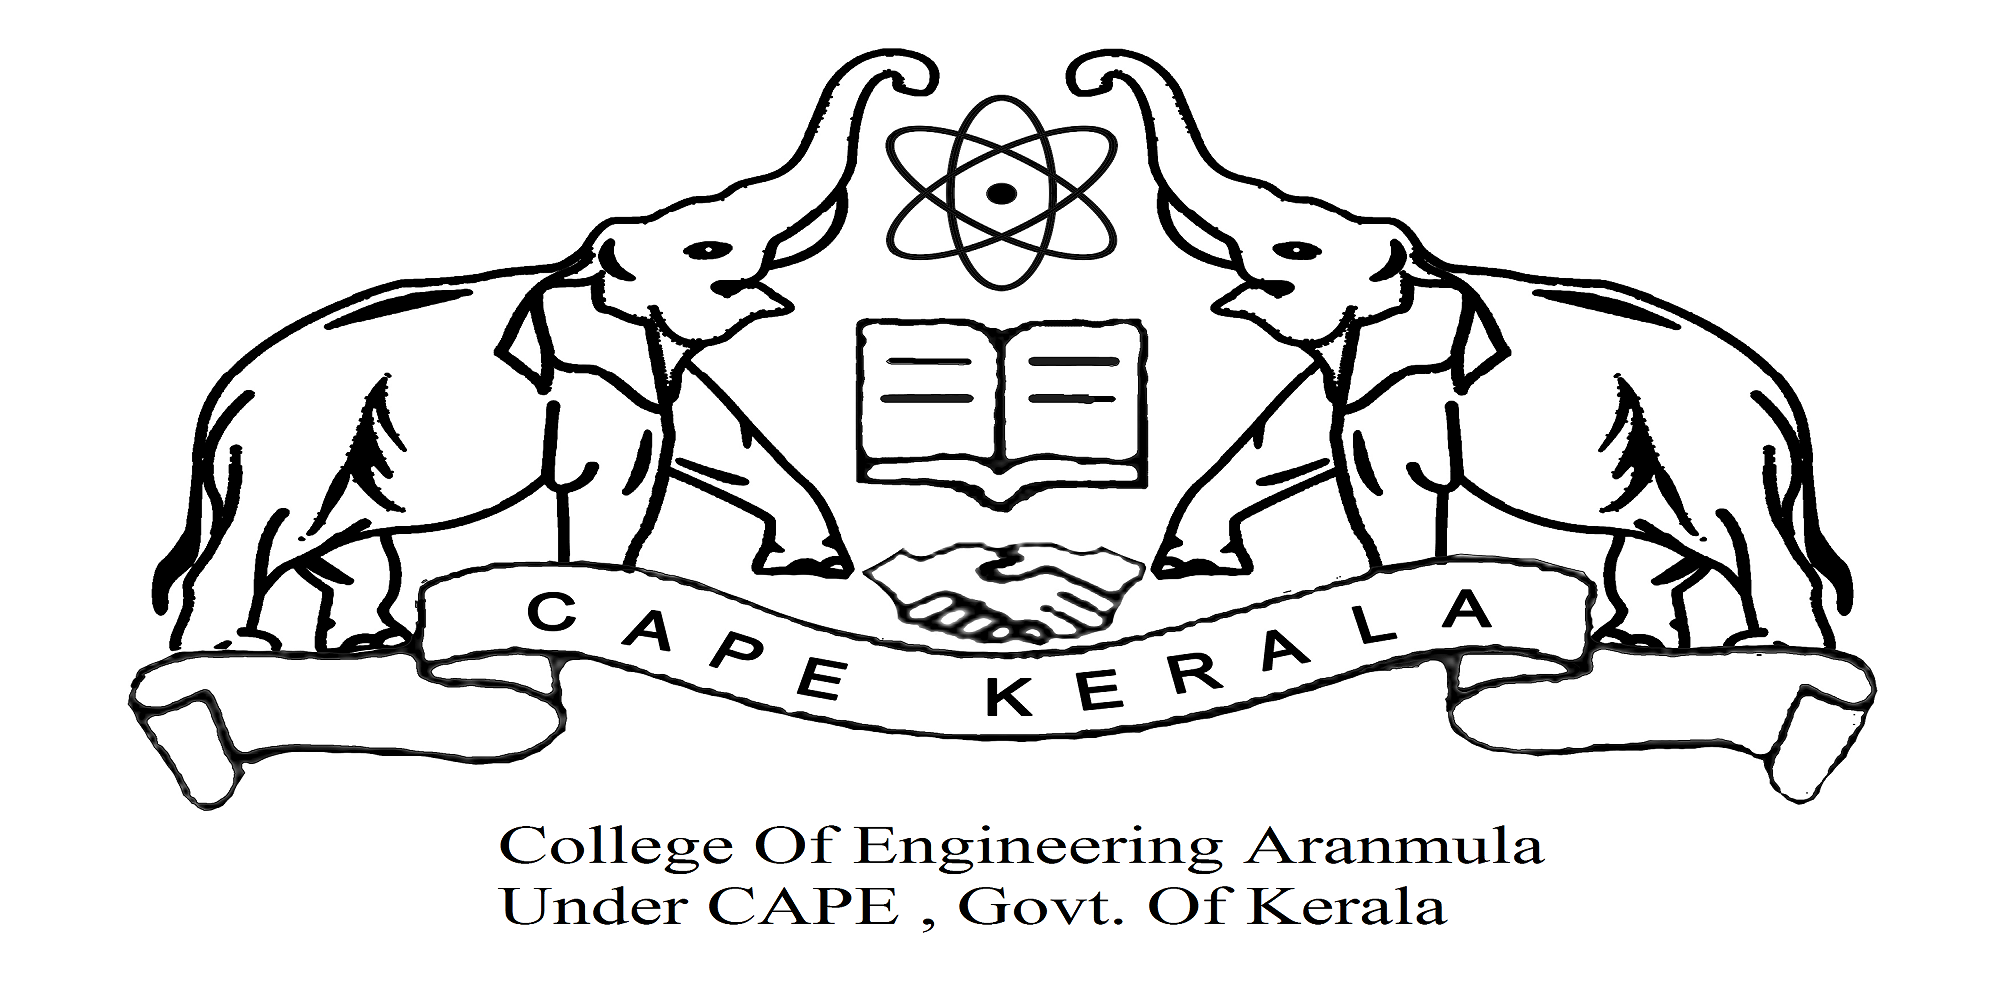 CAPE KERALA
College Of Engineering Aranmula
Under CAPE , Govt. Of Kerala